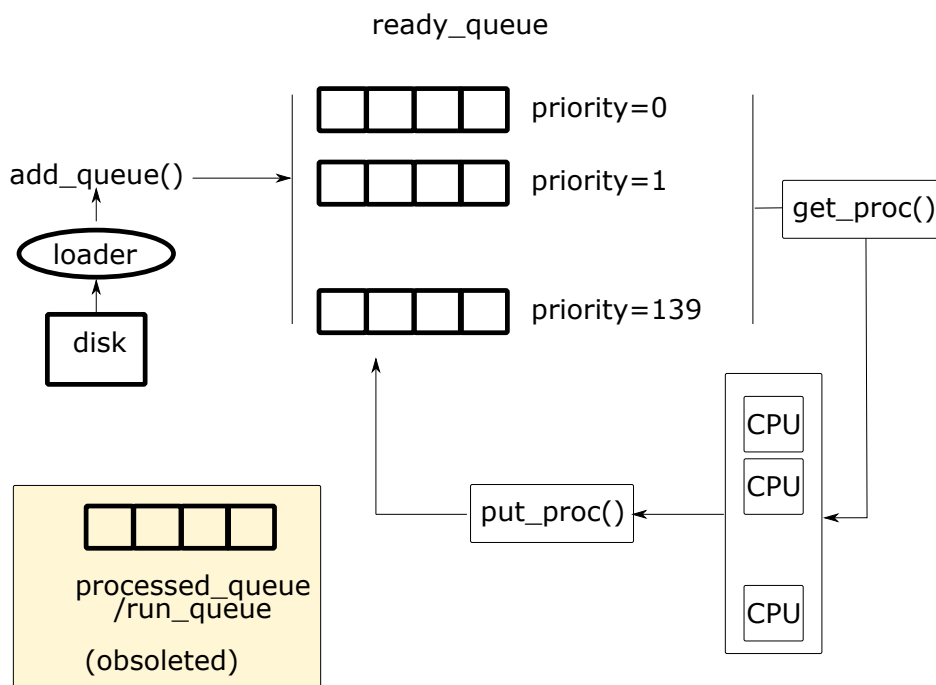 ready_queue
priority=0
add_queue()
priority=1
get_proc()
loader
priority=139
disk
CPU
CPU
put_proc()
CPU
processed_queue
/run_queue
(obsoleted)